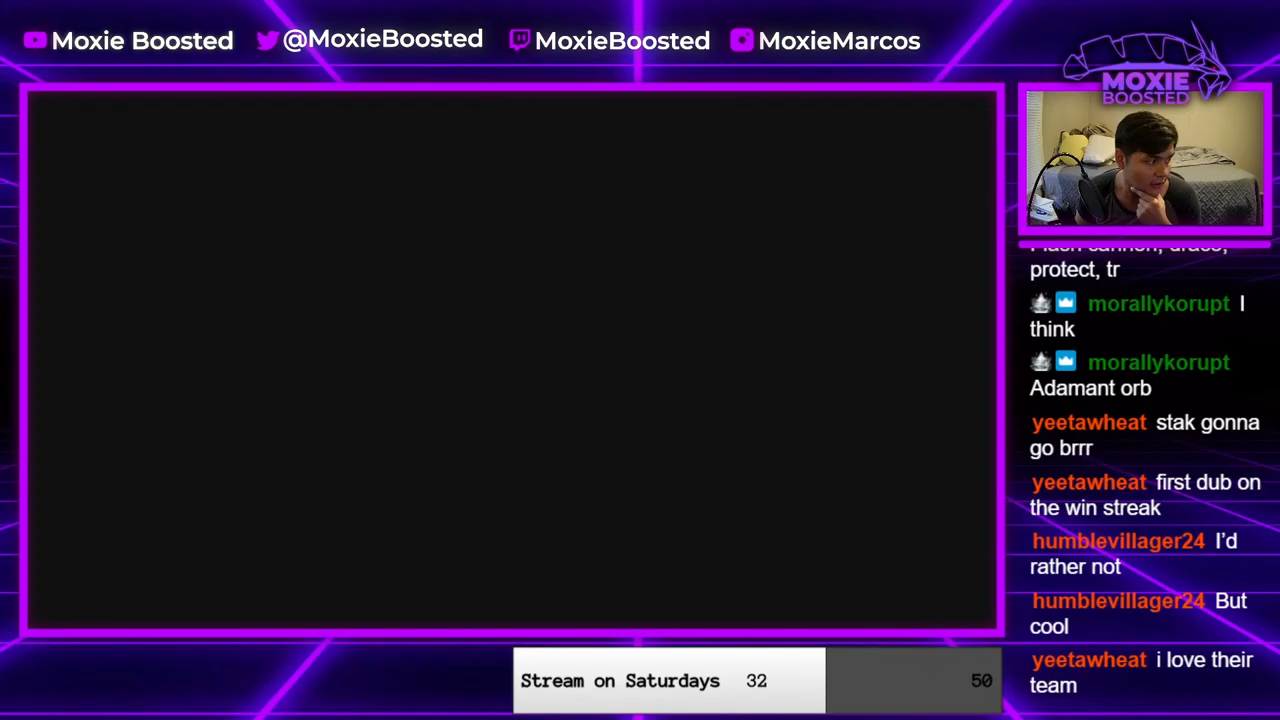 Moxie Boosted @MoxieBoosted MoxieBoosted MoxieMarcos
MOXIE
BOOSTED
protect, tr
morallykorupt I
think
morallykorupt
Adamant orb
yeetawheat stak gonna
go brrr
yeetawheat first dub on
the win streak
humblevillager24 I'd
rather not
humblevillager24 But
cool
yeetawheat i love their
team
Stream on Saturdays 32 50